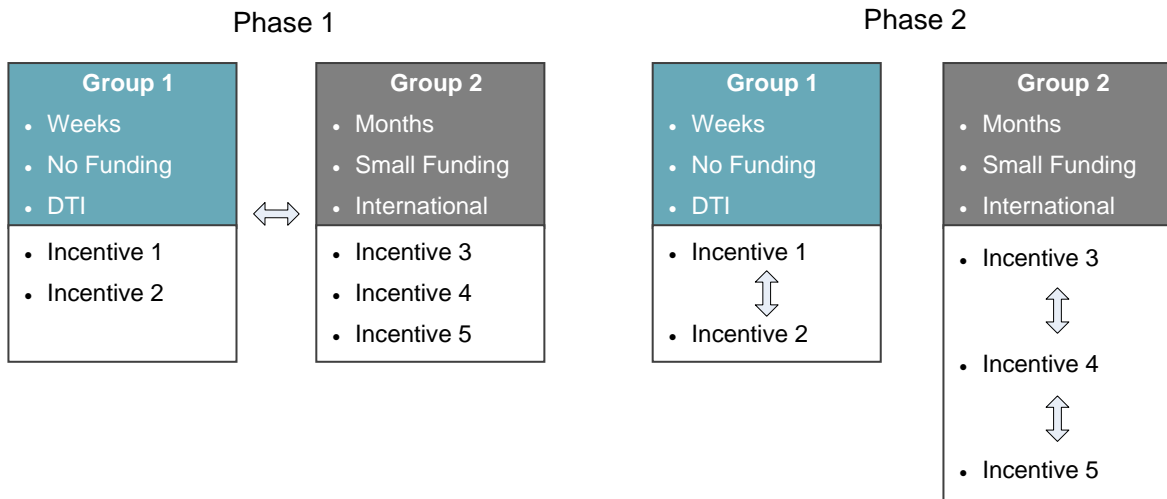 Phase 1
Group 1
• Weeks
• No Funding
• DTI
• Incentive 1
• Incentive 2
Group 2
• Months
• Small Funding
• International
• Incentive 3
• Incentive 4
• Incentive 5
Phase 2
Group 1
• Weeks
• No Funding
• DTI
• Incentive 1
• Incentive 2
Group 2
• Months
• Small Funding
• International
• Incentive 3
• Incentive 4
• Incentive 5